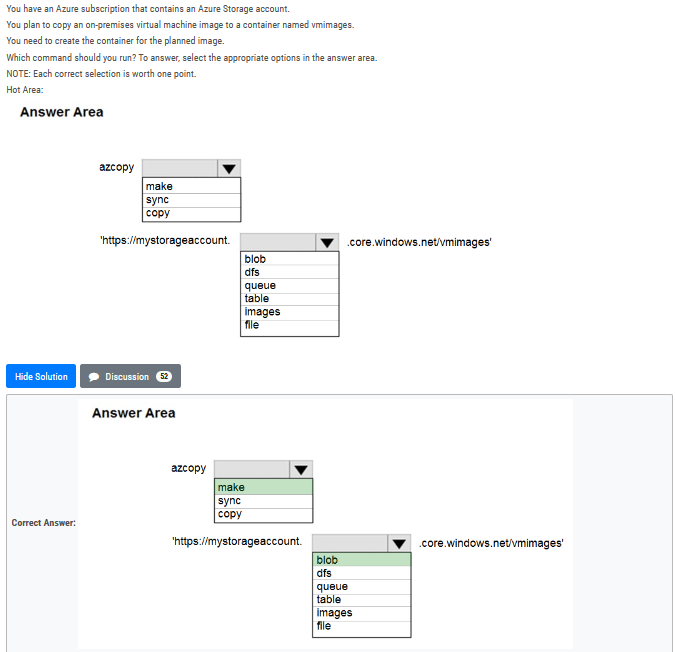 You have an Azure subscription that contains an Azure Storage account.
You plan to copy an on-premises virtual machine image to a container named vmimages.
You need to create the container for the planned image.
Which command should you run? To answer, select the appropriate options in the answer area.
NOTE: Each correct selection is worth one point.
Hot Area:
Answer Area
azcopy
make
sync
copy
'https://mystorageaccount. .core.windows.net/vmimages'
blob
dfs
queue
table
images
file
Hide Solution Discussion 52
Answer Area
azcopy
make
sync
copy
Correct Answer:
'https://mystorageaccount. .core.windows.net/vmimages'
blob
dfs
queue
table
images
file